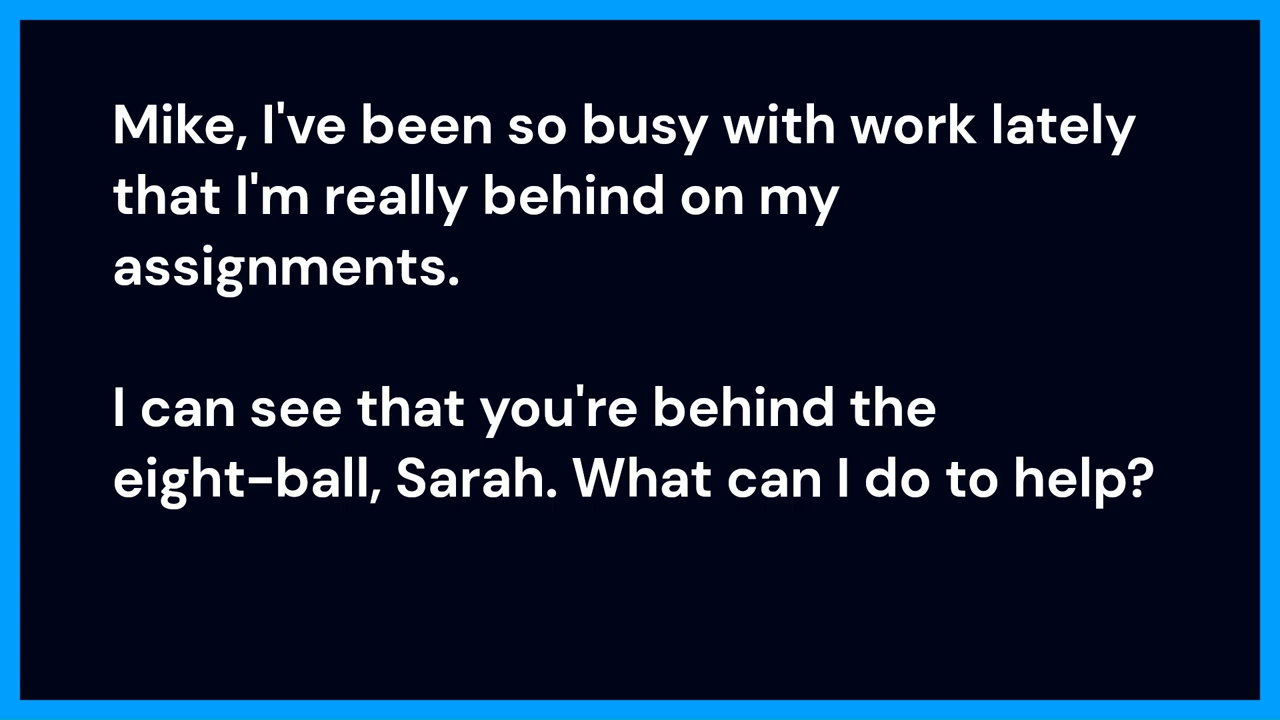 Mike, I've been so busy with work lately
that I'm really behind on my
assignments.
I can see that you're behind the
eight-ball, Sarah. What can I do to help?